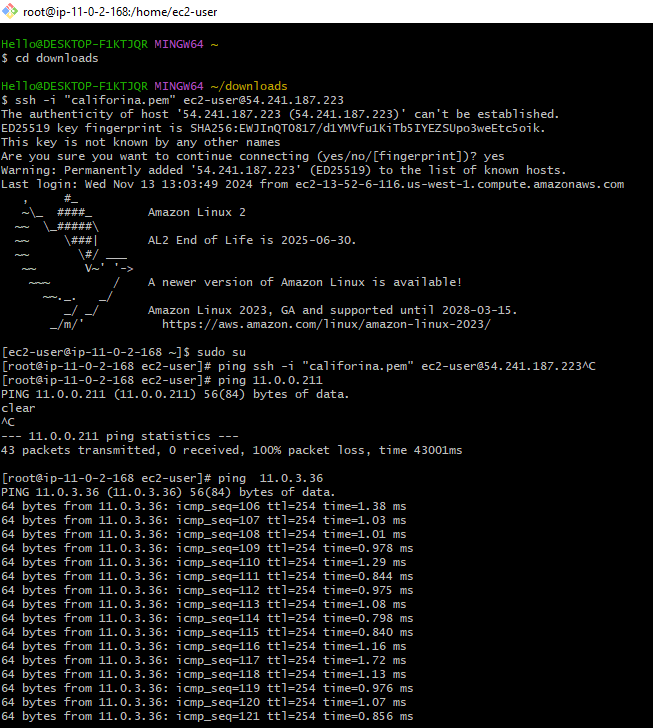 root@ip-11-0-2-168:/home/ec2-user
Hello@DESKTOP-F1KTJQR MINGW64 ~
$ cd downloads
Hello@DESKTOP-F1KTJQR MINGW64 ~/downloads
$ ssh -i "califorina.pem" ec2-user@54.241.187.223
The authenticity of host '54.241.187.223 (54.241.187.223)' can't be established.
ED25519 key fingerprint is SHA256:EWJInQTO817/d1YMVfu1KiTb5IYEZSUpo3weEtc5oik.
This key is not known by any other names
Are you sure you want to continue connecting (yes/no/[fingerprint])? yes
Warning: Permanently added '54.241.187.223' (ED25519) to the list of known hosts.
Last login: Wed Nov 13 13:03:49 2024 from ec2-13-52-6-116.us-west-1.compute.amazonaws.com
   ,     #_
   ~\_  ####_        Amazon Linux 2
  ~~  \_#####\
  ~~     \###|       AL2 End of Life is 2025-06-30.
  ~~       \#/ ___
   ~~       V~' '->
    ~~~         /    A newer version of Amazon Linux is available!
      ~~._.   _/
         _/ _/       Amazon Linux 2023, GA and supported until 2028-03-15.
       _/m/'           https://aws.amazon.com/linux/amazon-linux-2023/
[ec2-user@ip-11-0-2-168 ~]$ sudo su
[root@ip-11-0-2-168 ec2-user]# ping ssh -i "califorina.pem" ec2-user@54.241.187.223^C
[root@ip-11-0-2-168 ec2-user]# ping 11.0.0.211
PING 11.0.0.211 (11.0.0.211) 56(84) bytes of data.
clear
^C
--- 11.0.0.211 ping statistics ---
43 packets transmitted, 0 received, 100% packet loss, time 43001ms
[root@ip-11-0-2-168 ec2-user]# ping  11.0.3.36
PING 11.0.3.36 (11.0.3.36) 56(84) bytes of data.
64 bytes from 11.0.3.36: icmp_seq=106 ttl=254 time=1.38 ms
64 bytes from 11.0.3.36: icmp_seq=107 ttl=254 time=1.03 ms
64 bytes from 11.0.3.36: icmp_seq=108 ttl=254 time=1.01 ms
64 bytes from 11.0.3.36: icmp_seq=109 ttl=254 time=0.978 ms
64 bytes from 11.0.3.36: icmp_seq=110 ttl=254 time=1.29 ms
64 bytes from 11.0.3.36: icmp_seq=111 ttl=254 time=0.844 ms
64 bytes from 11.0.3.36: icmp_seq=112 ttl=254 time=0.975 ms
64 bytes from 11.0.3.36: icmp_seq=113 ttl=254 time=1.08 ms
64 bytes from 11.0.3.36: icmp_seq=114 ttl=254 time=0.798 ms
64 bytes from 11.0.3.36: icmp_seq=115 ttl=254 time=0.840 ms
64 bytes from 11.0.3.36: icmp_seq=116 ttl=254 time=1.16 ms
64 bytes from 11.0.3.36: icmp_seq=117 ttl=254 time=1.72 ms
64 bytes from 11.0.3.36: icmp_seq=118 ttl=254 time=1.13 ms
64 bytes from 11.0.3.36: icmp_seq=119 ttl=254 time=0.976 ms
64 bytes from 11.0.3.36: icmp_seq=120 ttl=254 time=1.07 ms
64 bytes from 11.0.3.36: icmp_seq=121 ttl=254 time=0.856 ms